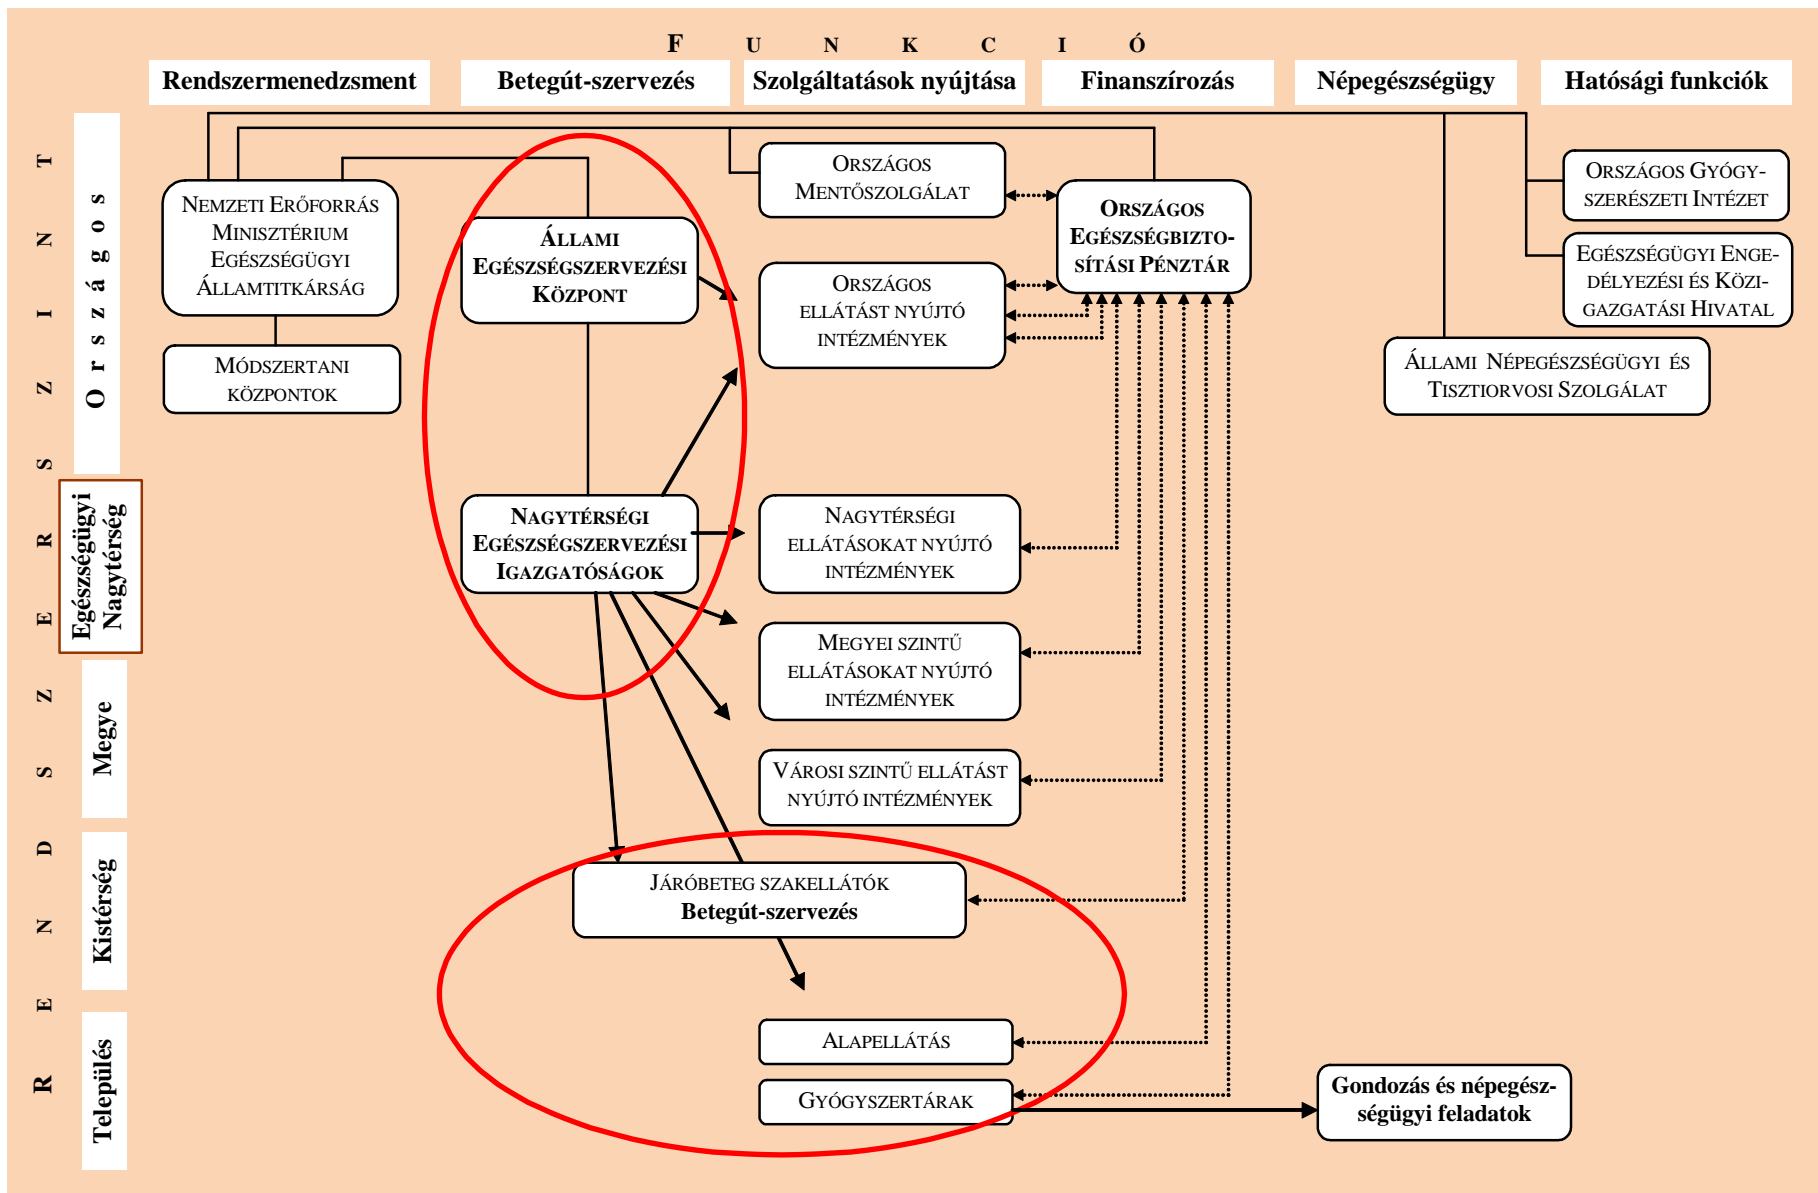 FUNKCIÓ
Rendszermenedzsment
Betegút-szervezés
Szolgáltatások nyújtása
Finanszírozás
Népegészségügy
Hatósági funkciók
RENDSZERSZINT
Országos
Egészségügyi
Nagytérség
Megye
Kistérség
Település
NEMZETI ERŐFORRÁS
MINISZTÉRIUM
EGÉSZSÉGÜGYI
ÁLLAMTITKÁRSÁG
MÓDSZERTANI
KÖZPONTOK
ÁLLAMI
EGÉSZSÉGSZERVEZÉSI
KÖZPONT
NAGYTÉRSÉGI
EGÉSZSÉGSZERVEZÉSI
IGAZGATÓSÁGOK
ORSZÁGOS
MENTŐSZOLGÁLAT
ORSZÁGOS
ELLÁTÁST NYÚJTÓ
INTÉZMÉNYEK
NAGYTÉRSÉGI
ELLÁTÁSOKAT NYÚJTÓ
INTÉZMÉNYEK
MEGYEI SZINTŰ
ELLÁTÁSOKAT NYÚJTÓ
INTÉZMÉNYEK
VÁROSI SZINTŰ ELLÁTÁST
NYÚJTÓ INTÉZMÉNYEK
JÁRÓBETEG SZAKELLÁTÓK
Betegút-szervezés
ALAPELLÁTÁS
GYÓGYSZERTÁRAK
ORSZÁGOS
EGÉSZSÉGBIZTO-
SÍTÁSI PÉNZTÁR
ORSZÁGOS GYÓGY-
SZERÉSZETI INTÉZET
EGÉSZSÉGÜGYI ENGE-
DÉLYEZÉSI ÉS KÖZI-
GAZGATÁSI HIVATAL
ÁLLAMI NÉPEGÉSZSÉGÜGYI ÉS
TISZTIORVOSI SZOLGÁLAT
Gondozás és népegész-
ségügyi feladatok